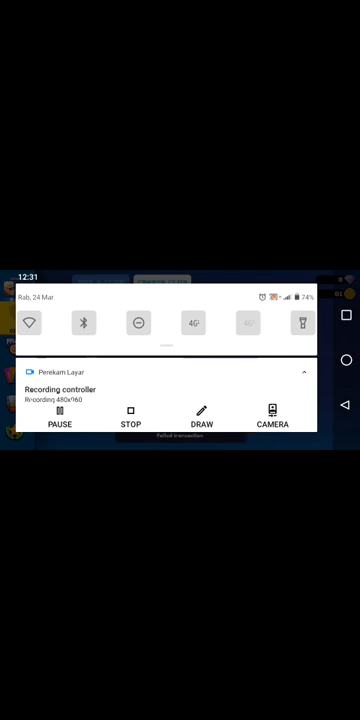 12:31
Rab, 24 Mar
74%
4G
4G
Perekam Layar
Recording controller
Recording 480x960
PAUSE STOP DRAW CAMERA
Failed transaction